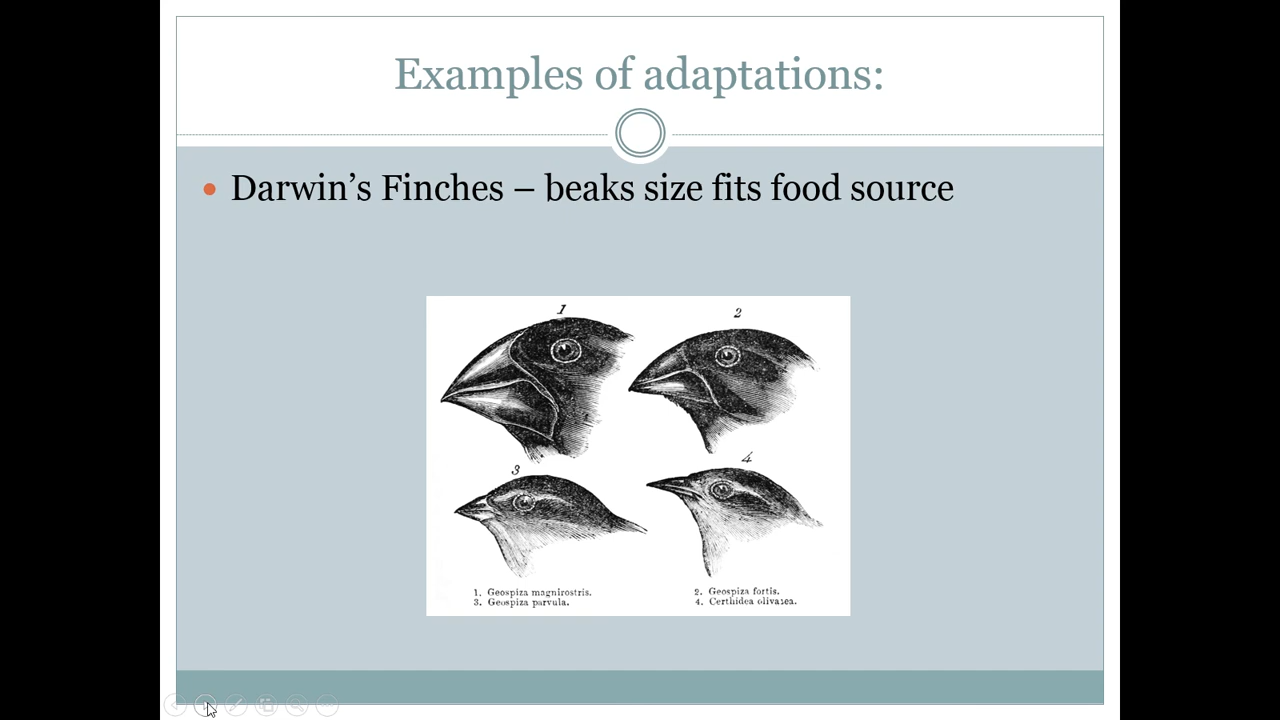 Examples of adaptations:
Darwin’s Finches – beaks size fits food source
1
2
3
4
1. Geospiza magnirostris.
2. Geospiza fortis.
3. Geospiza parvula.
4. Certhidea olivasea.